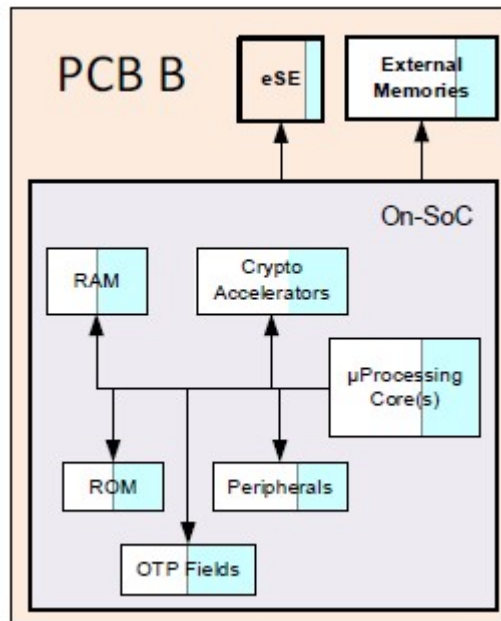 PCB B
eSE
External
Memories
On-SoC
RAM
Crypto
Accelerators
µProcessing
Core(s)
ROM
Peripherals
OTP Fields